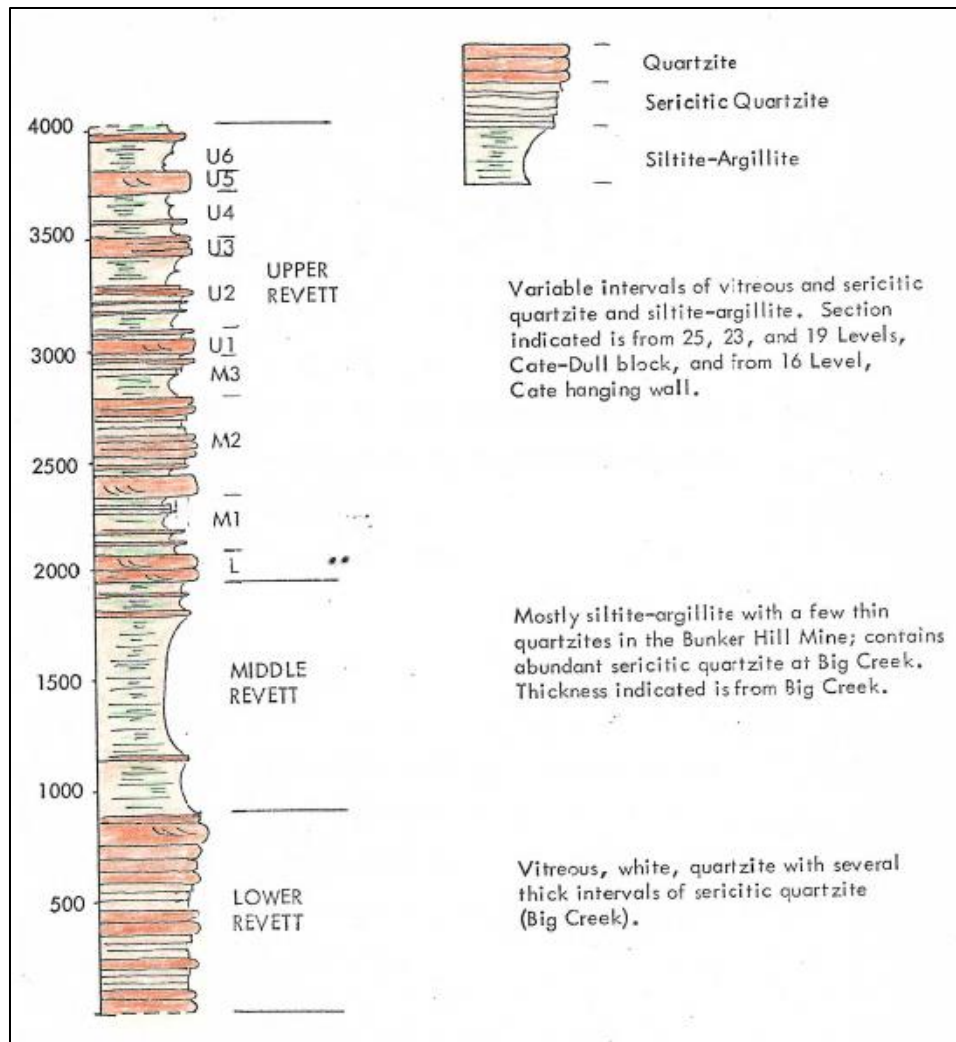 Quartzite
Sericitic Quartzite
Siltite-Argillite
4000
3500
3000
2500
2000
1500
1000
500
U6
U5
U4
U3
U2
U1
M3
M2
M1
L
UPPER
REVETT
MIDDLE
REVETT
LOWER
REVETT
Variable intervals of vitreous and sericitic
quartzite and siltite-argillite. Section
indicated is from 25, 23, and 19 Levels,
Cate-Dull block, and from 16 Level,
Cate hanging wall.
Mostly siltite-argillite with a few thin
quartzites in the Bunker Hill Mine; contains
abundant sericitic quartzite at Big Creek.
Thickness indicated is from Big Creek.
Vitreous, white, quartzite with several
thick intervals of sericitic quartzite
(Big Creek).